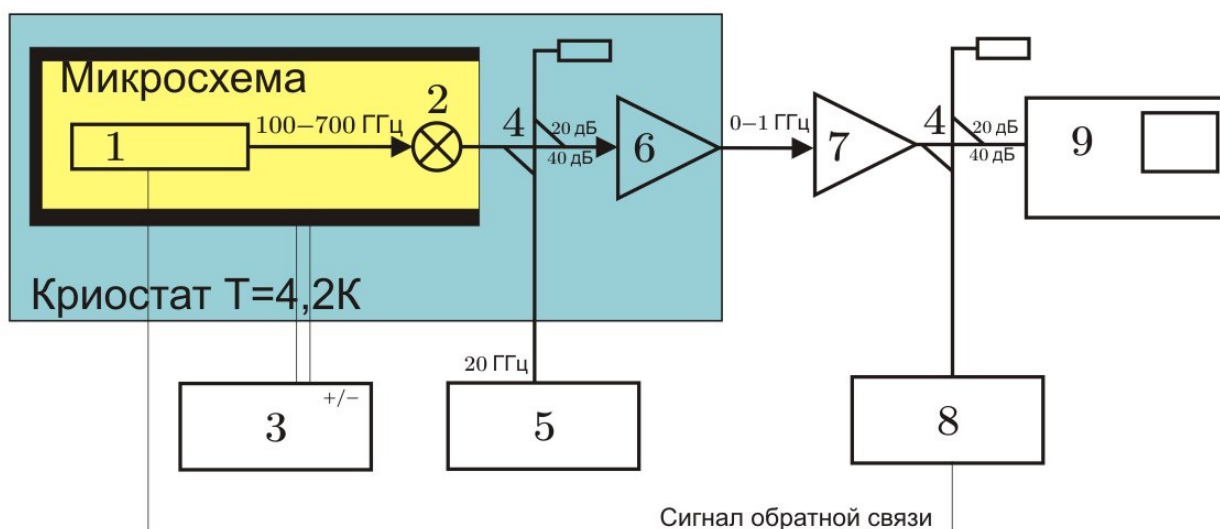 Микросхема
1
100–700 ГГц
2
4
20 дБ
40 дБ
6
0–1 ГГц
7
4
20 дБ
40 дБ
9
Криостат T=4,2К
3
+/−
20 ГГц
5
8
Сигнал обратной связи